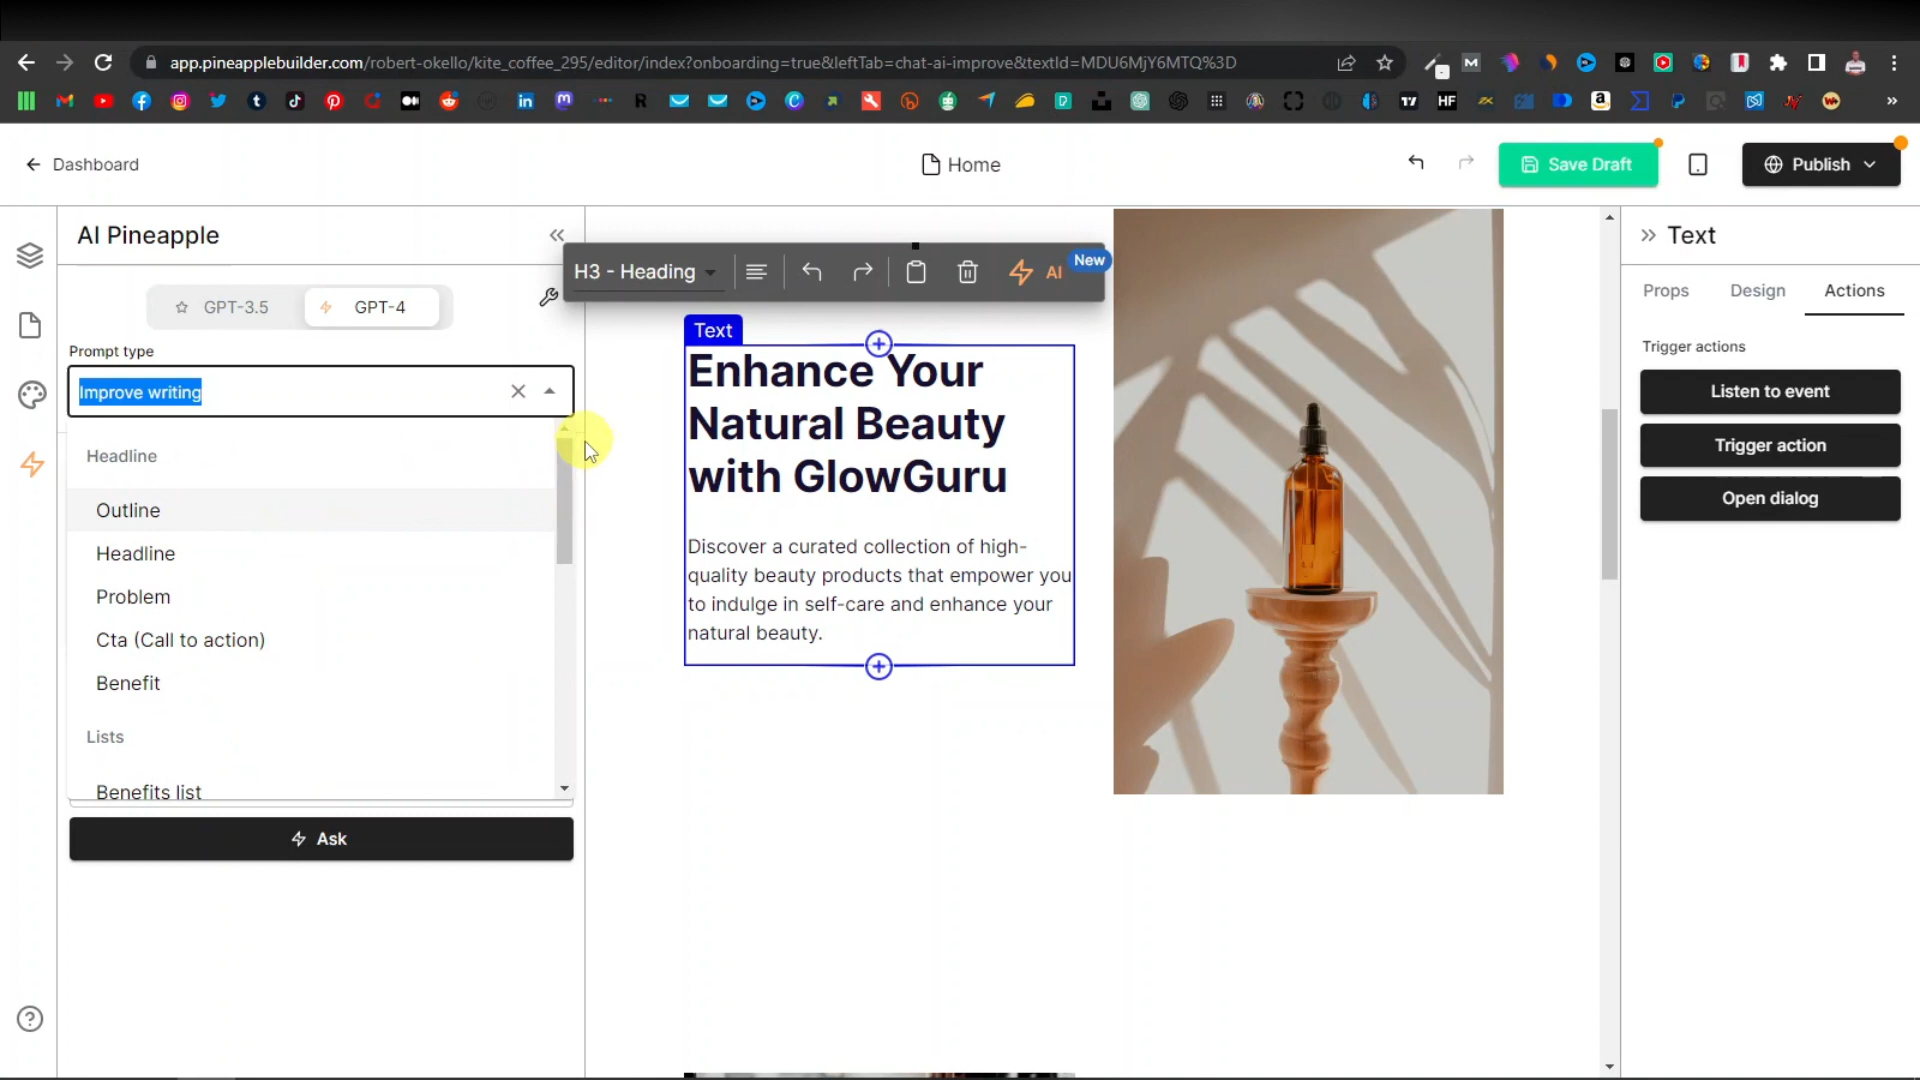 app.pineapplebuilder.com/robert-okello/kite_coffee_295/editor/index?onboarding=true&leftTab=chat-ai-improve&textId=MDU6MjY6MTQ%3D
Dashboard
Home
Save Draft
Publish
AI Pineapple
GPT-3.5
GPT-4
Prompt type
Improve writing
Headline
Outline
Headline
Problem
Cta (Call to action)
Benefit
Lists
Benefits list
Ask
H3 - Heading
AI
New
Text
Enhance Your
Natural Beauty
with GlowGuru
Discover a curated collection of high-
quality beauty products that empower you
to indulge in self-care and enhance your
natural beauty.
Text
Props
Design
Actions
Trigger actions
Listen to event
Trigger action
Open dialog